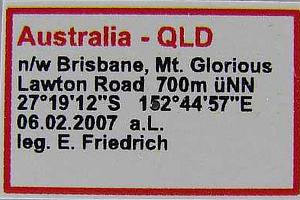 Australia - QLD
n/w Brisbane, Mt. Glorious
Lawton Road 700m üNN
27°19'12"S 152°44'57"E
06.02.2007 a.L.
leg. E. Friedrich